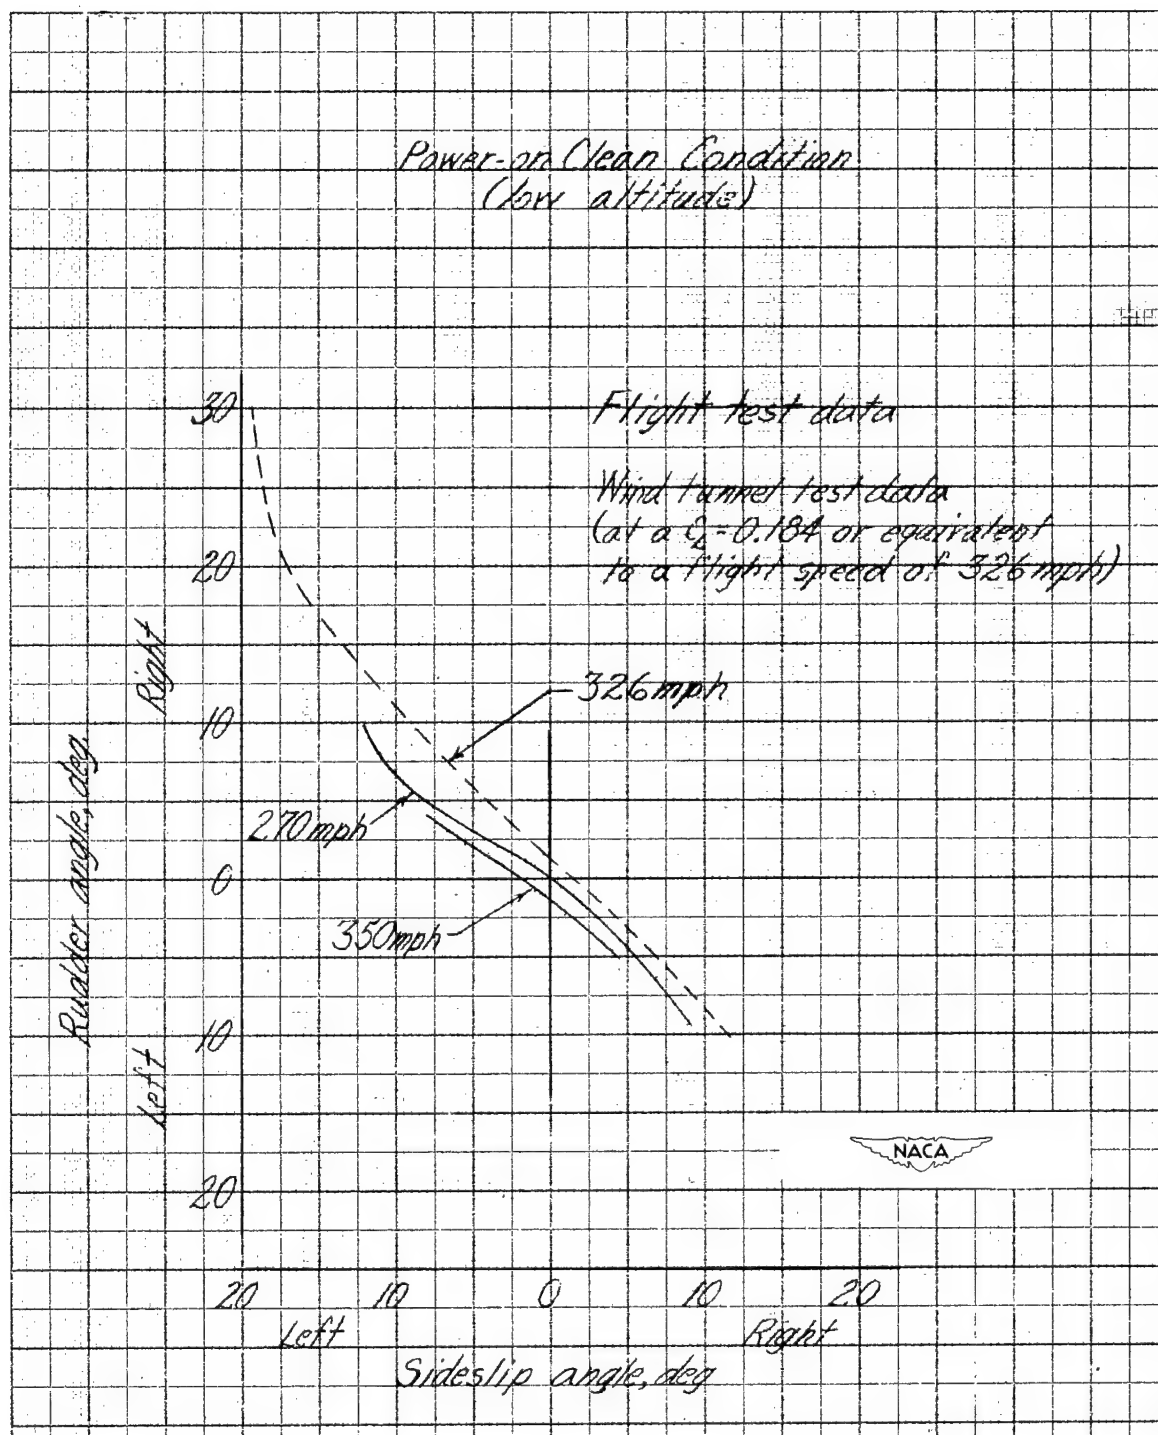 Power-on Clean Condition
(low altitude)
30
Flight test data
Wind tunnel test data
(at a CL=0.184 or equivalent
to a flight speed of 326 mph)
20
Right
326 mph
10
Rudder angle, deg.
270 mph
0
350 mph
10
Left
NACA
20
20 10 0 10 20
Left Right
Sideslip angle, deg